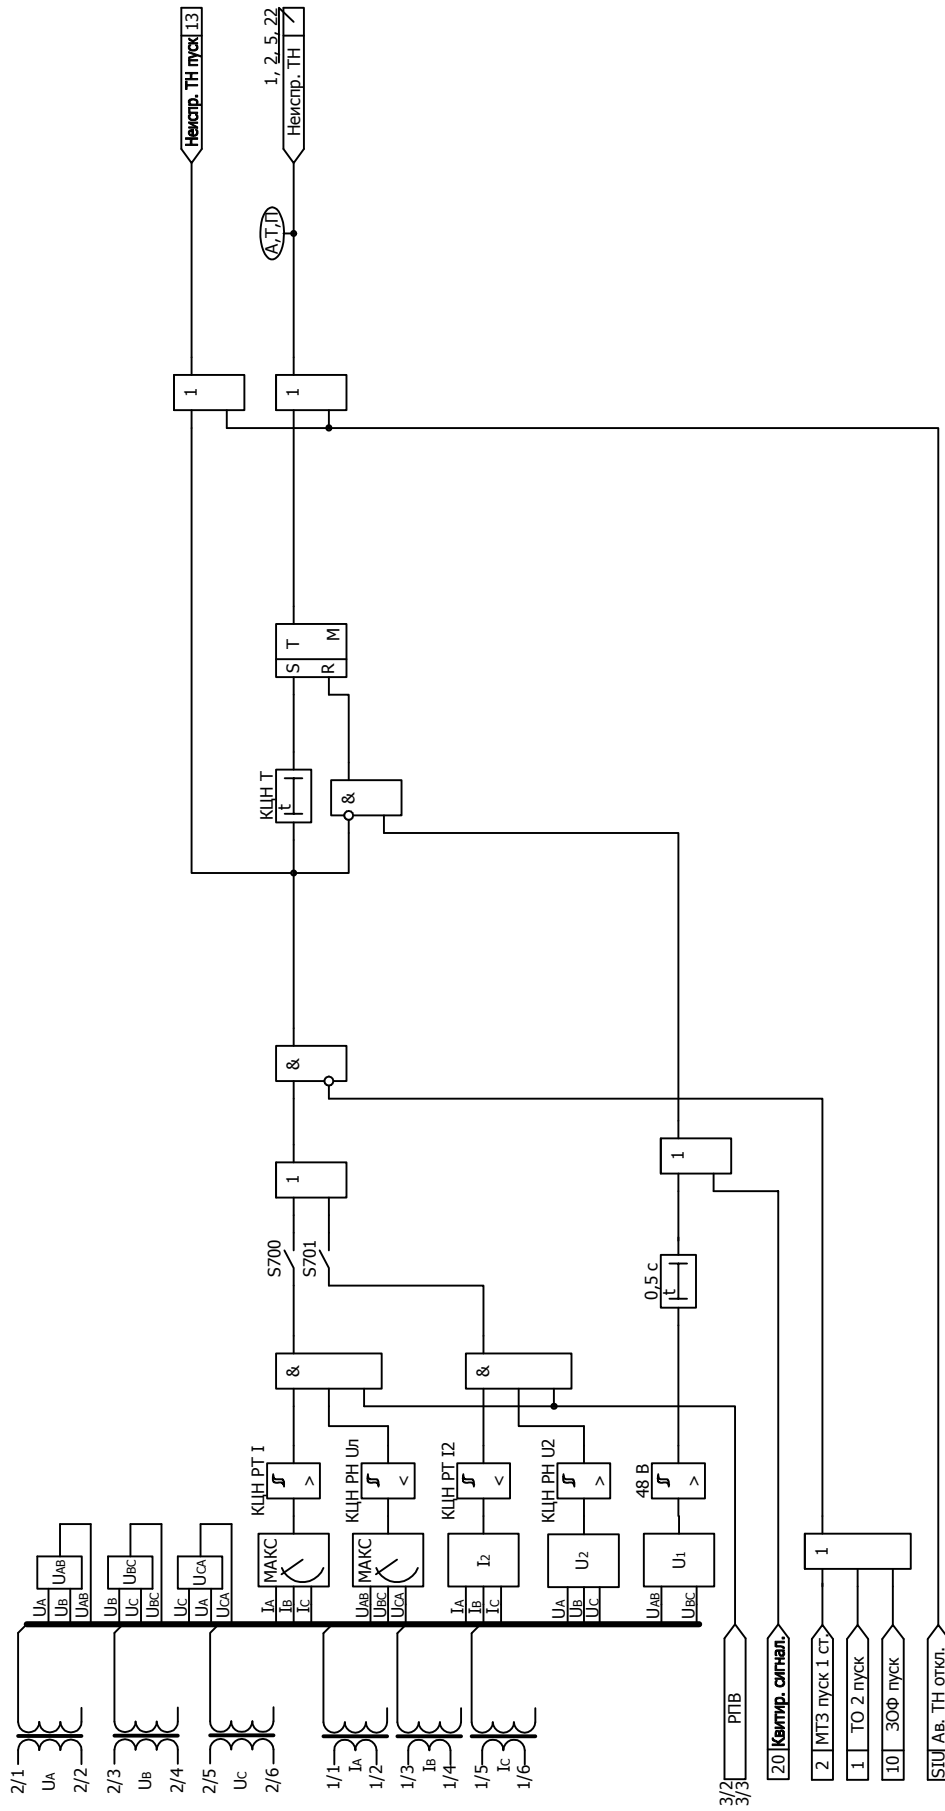 2/1
UA
2/2
2/3
UB
2/4
2/5
UC
2/6
1/1
IA
1/2
1/3
IB
1/4
1/5
IC
1/6
UA
UB
UAB
UAB
UB
UC
UBC
UBC
UC
UA
UCA
UCA
IA
IB
IC
МАКС
КЦН РТ I
>
UAB
UBC
UCA
МАКС
КЦН РН Uл
<
IA
IB
IC
I2
КЦН РТ I2
<
UA
UB
UC
U2
КЦН РН U2
>
UAB
UBC
U1
48 В
>
&
&
S700
S701
1
&
0,5 с
t
1
КЦН Т
t
&
S
T
R
M
1
1
А,Т,П
Неиспр. ТН пуск 13
Неиспр. ТН
1, 2, 5, 22
3/2
3/3
РПВ
20 Квитир. сигнал.
2 МТЗ пуск 1 ст.
1 ТО 2 пуск
10 ЗОФ пуск
1
SIU Ав. ТН откл.